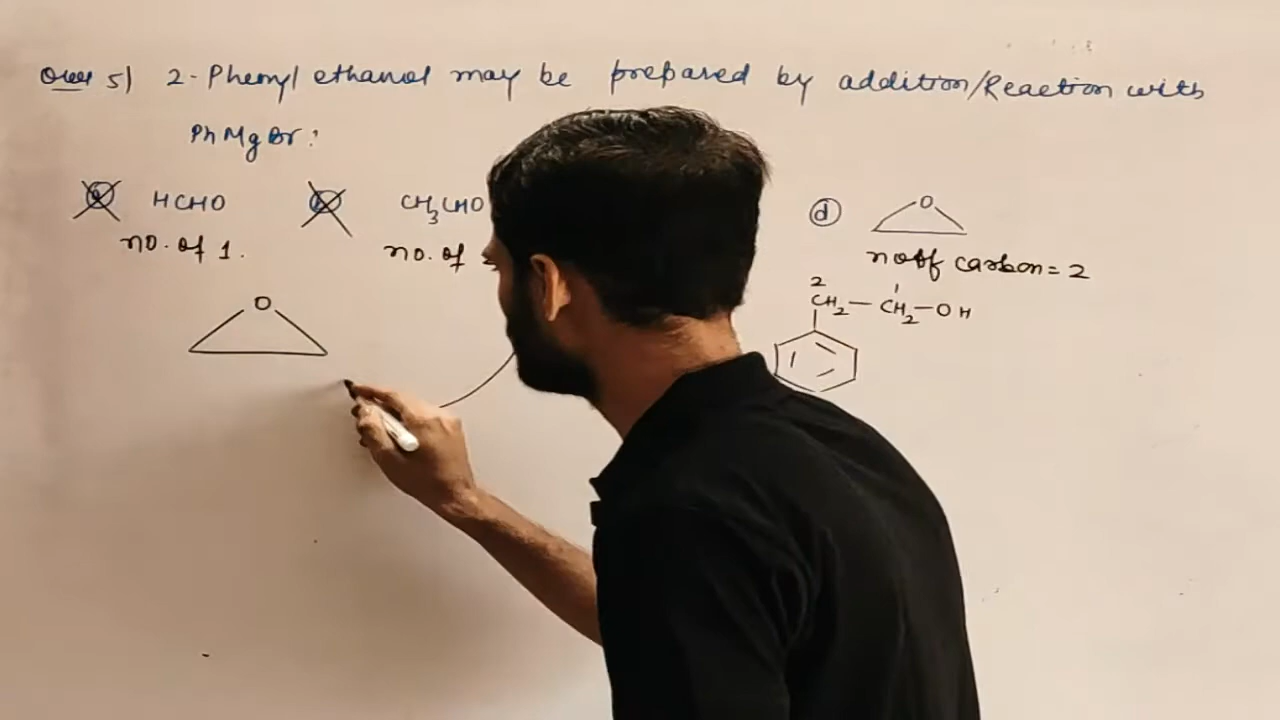 Ques 5) 2-Phenyl ethanol may be prepared by addition/Reaction with
PhMgBr:
HCHO CH3CHO (d) O
no. of 1. no. of no of carbon = 2
2 1
CH2 — CH2 — OH
O